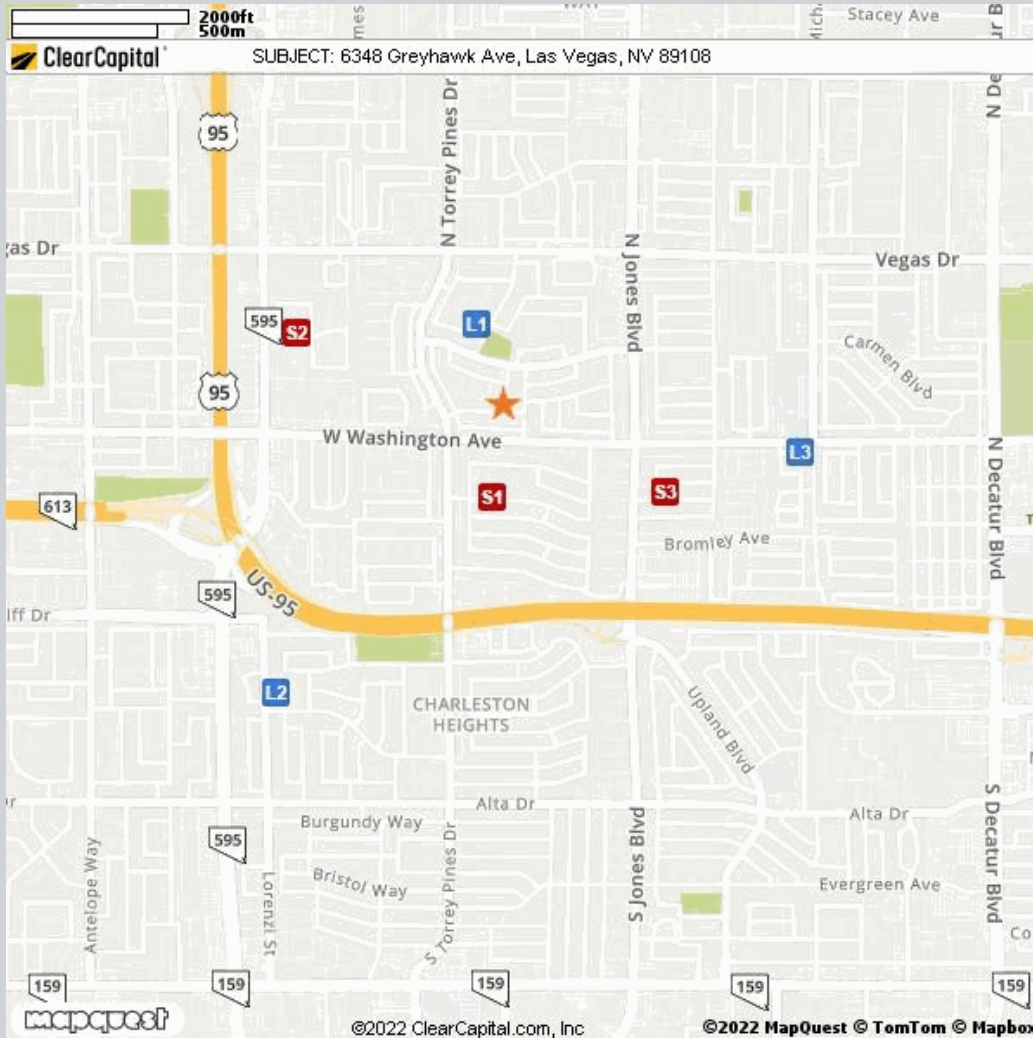 2000ft
500m
ClearCapital
SUBJECT: 6348 Greyhawk Ave, Las Vegas, NV 89108
Stacey Ave
95
N Torrey Pines Dr
gas Dr
N Jones Blvd
Vegas Dr
595
S2
L1
Carmen Blvd
95
W Washington Ave
L3
N Decatur Blvd
613
S1
S3
Bromley Ave
US-95
595
iff Dr
L2
CHARLESTON
HEIGHTS
Upland Blvd
Alta Dr
Alta Dr
Burgundy Way
595
Bristol Way
Antelope Way
Lorenzi St
S Torrey Pines Dr
S Jones Blvd
Evergreen Ave
S Decatur Blvd
Co
159
159
159
159
159
mapquest
©2022 ClearCapital.com, Inc
©2022 MapQuest © TomTom © Mapbox